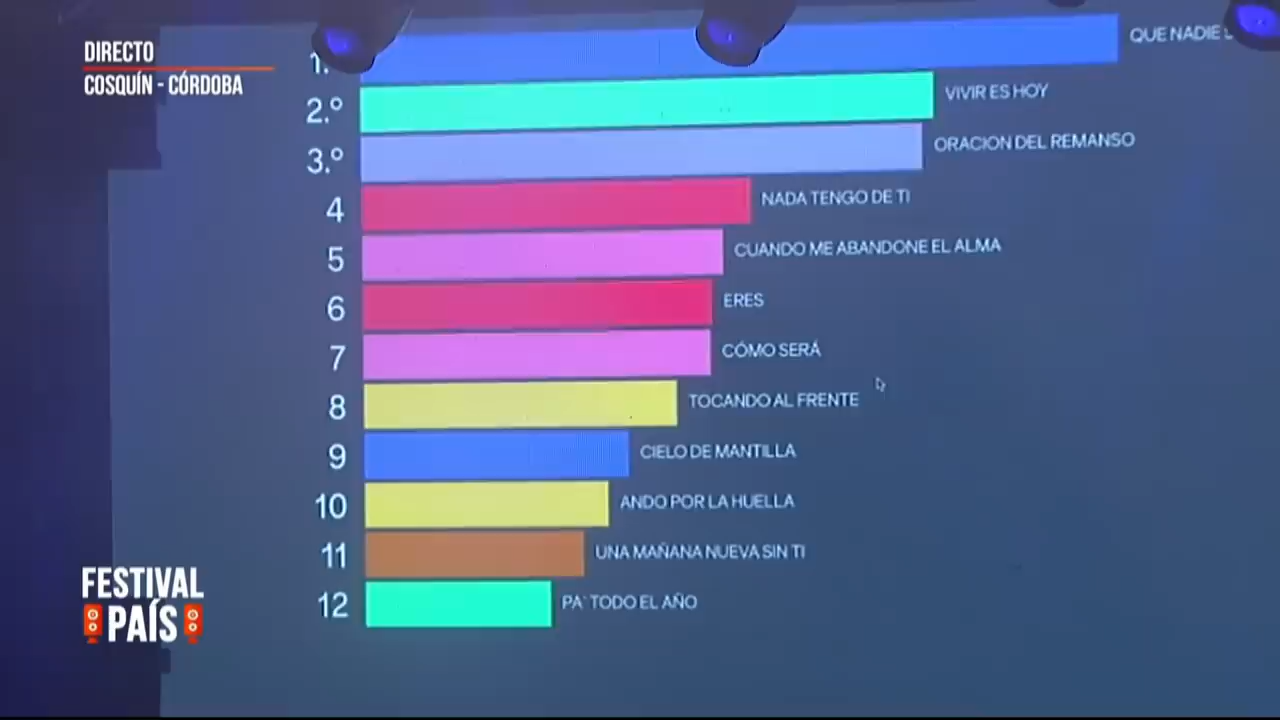 DIRECTO
COSQUÍN - CÓRDOBA
1. QUE NADIE
2.º VIVIR ES HOY
3.º ORACION DEL REMANSO
4 NADA TENGO DE TI
5 CUANDO ME ABANDONE EL ALMA
6 ERES
7 CÓMO SERÁ
8 TOCANDO AL FRENTE
9 CIELO DE MANTILLA
10 ANDO POR LA HUELLA
11 UNA MAÑANA NUEVA SIN TI
12 PA´ TODO EL AÑO
FESTIVAL
PAÍS